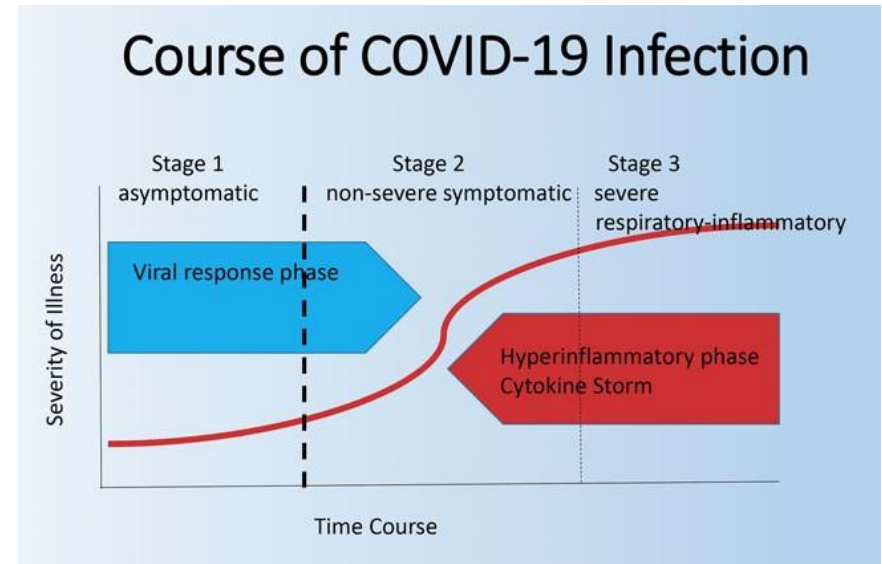 Course of COVID-19 Infection
Stage 1
asymptomatic
Stage 2
non-severe symptomatic
Stage 3
severe
respiratory-inflammatory
Viral response phase
Hyperinflammatory phase
Cytokine Storm
Severity of Illness
Time Course